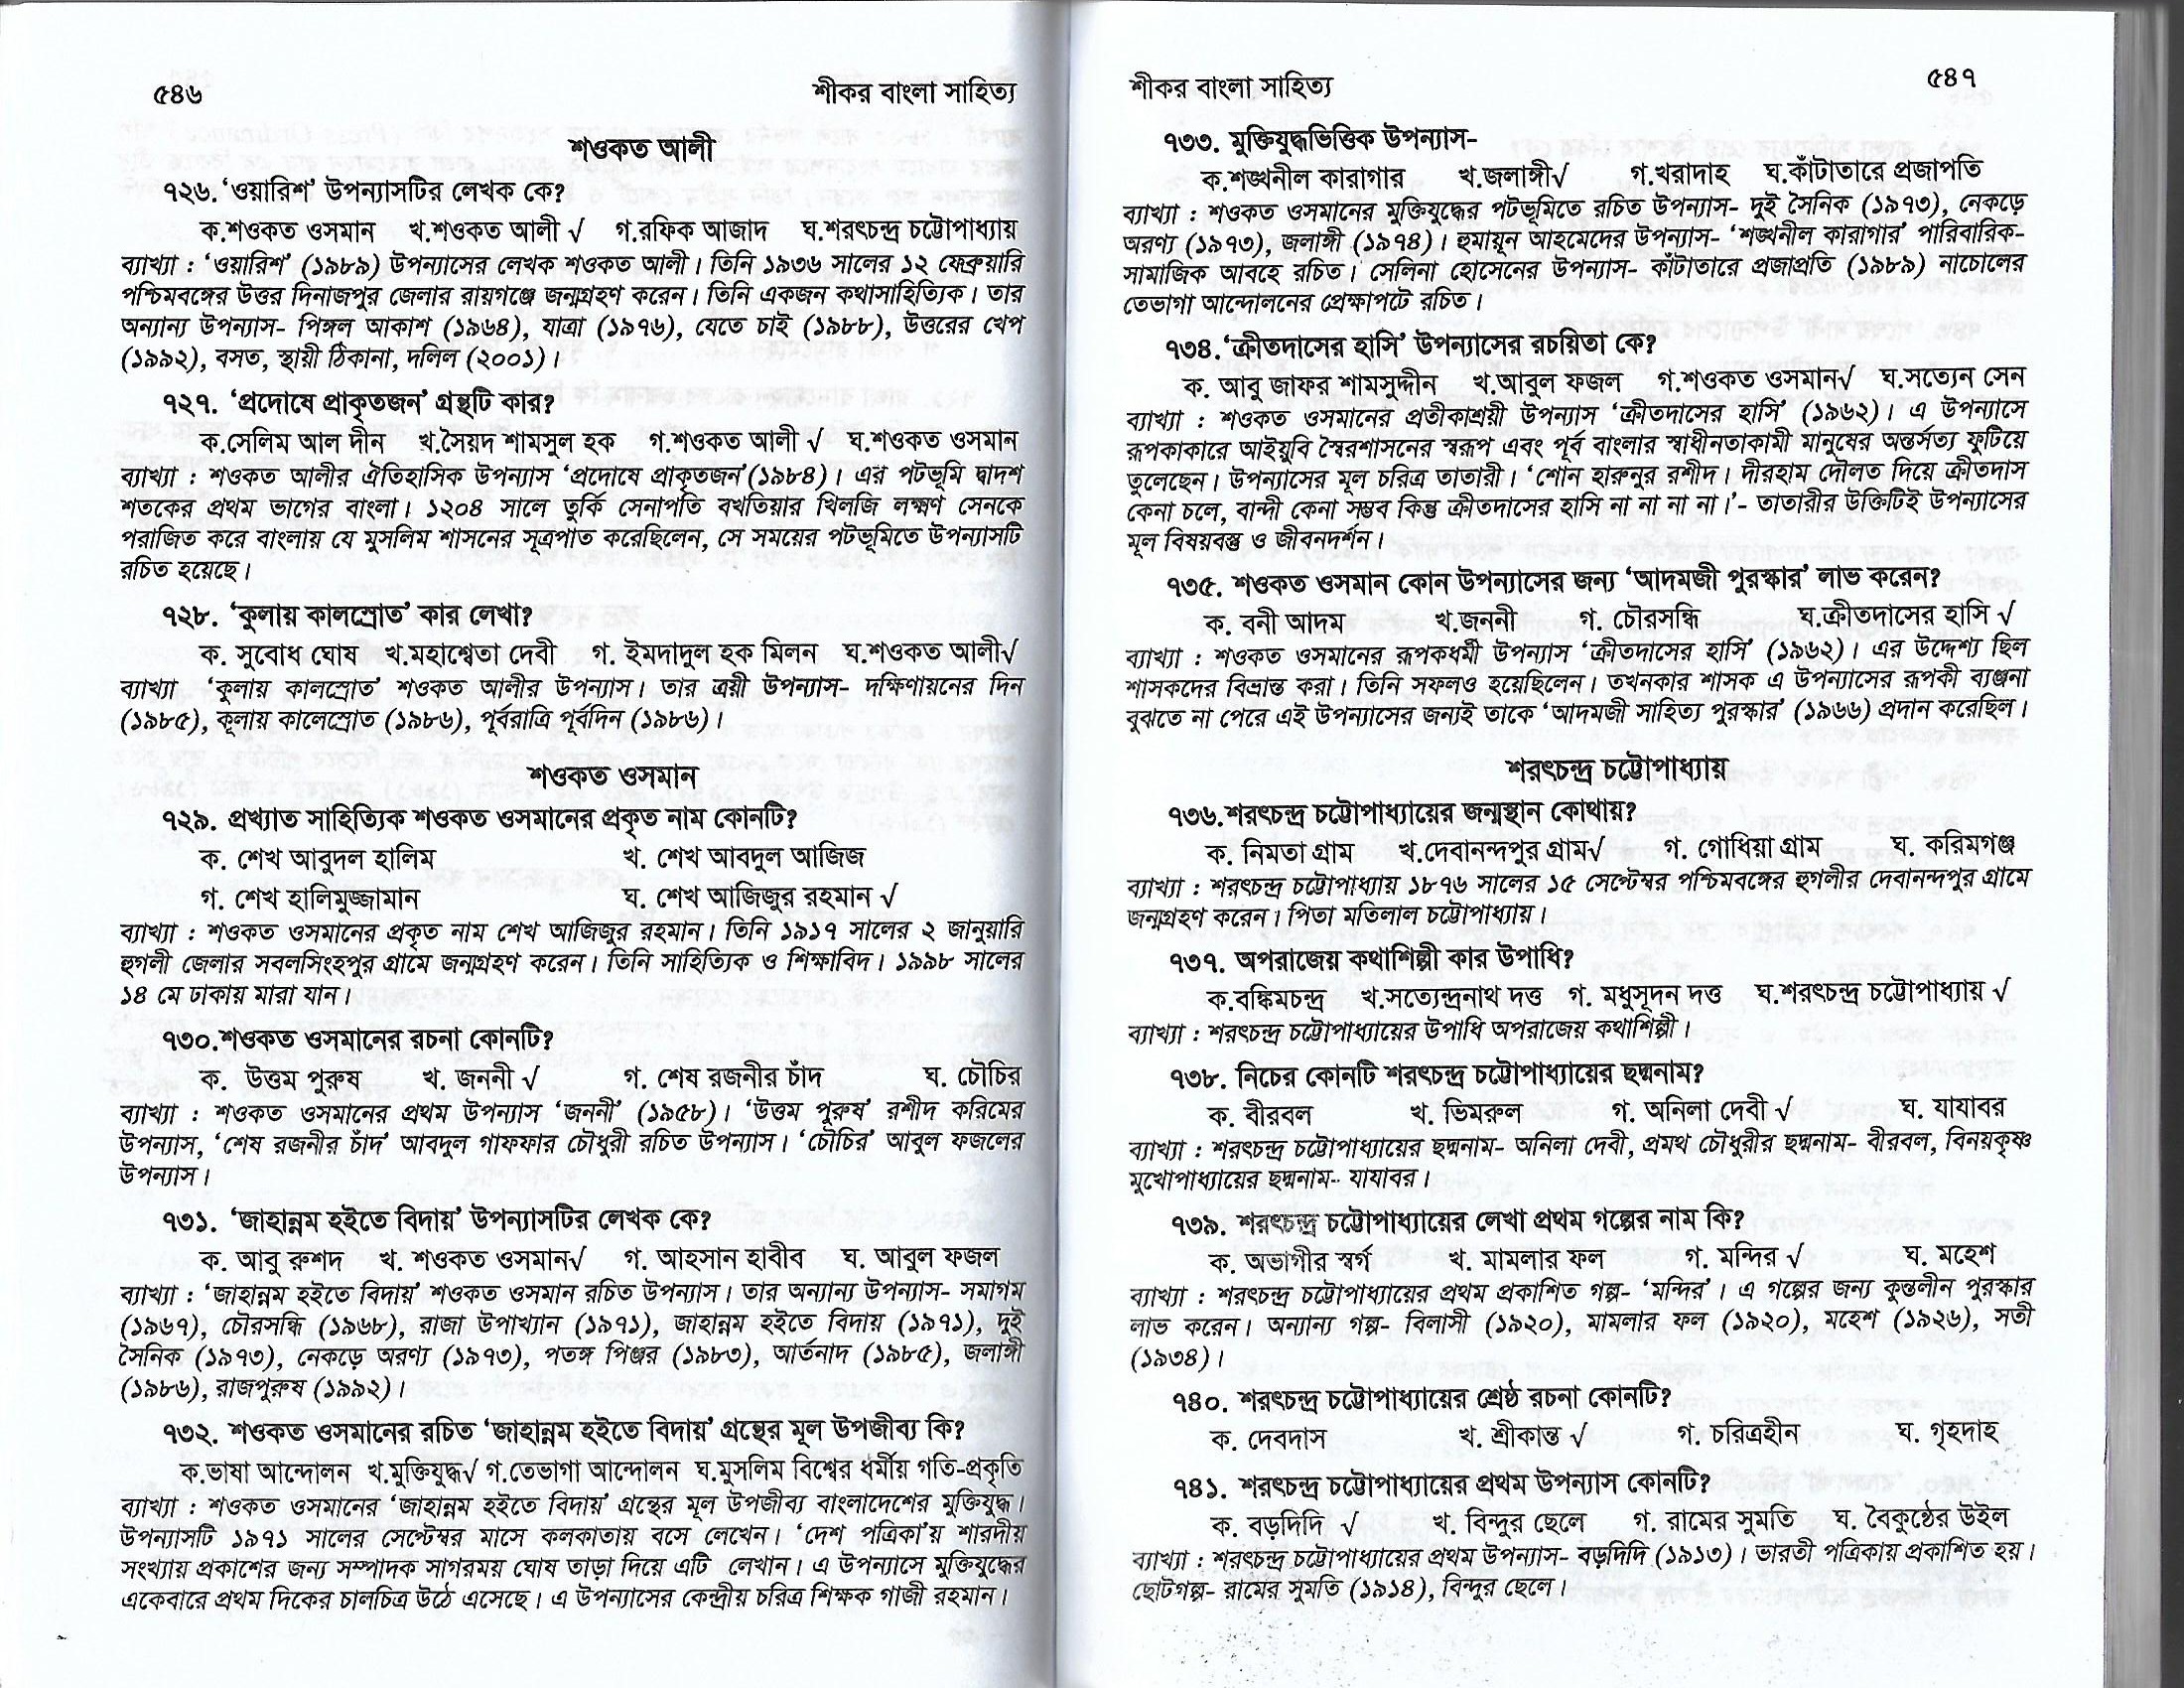 ৫৪৬
শীকর বাংলা সাহিত্য
শওকত আলী
৭২৬. ‘ওয়ারিশ’ উপন্যাসটির লেখক কে?
ক.শওকত ওসমান খ.শওকত আলী √ গ.রফিক আজাদ ঘ.শরৎচন্দ্র চট্টোপাধ্যায়
ব্যাখ্যা : ‘ওয়ারিশ’ (১৯৮৯) উপন্যাসের লেখক শওকত আলী। তিনি ১৯৩৬ সালের ১২ ফেব্রুয়ারি
পশ্চিমবঙ্গের উত্তর দিনাজপুর জেলার রায়গঞ্জে জন্মগ্রহণ করেন। তিনি একজন কথাসাহিত্যিক। তার
অন্যান্য উপন্যাস- পিঙ্গল আকাশ (১৯৬৪), যাত্রা (১৯৭৬), যেতে চাই (১৯৮৮), উত্তরের খেপ
(১৯৯২), বসত, স্থায়ী ঠিকানা, দলিল (২০০১)।
৭২৭. ‘প্রদোষে প্রাকৃতজন’ গ্রন্থটি কার?
ক.সেলিম আল দীন খ.সৈয়দ শামসুল হক গ.শওকত আলী √ ঘ.শওকত ওসমান
ব্যাখ্যা : শওকত আলীর ঐতিহাসিক উপন্যাস ‘প্রদোষে প্রাকৃতজন’(১৯৮৪)। এর পটভূমি দ্বাদশ
শতকের প্রথম ভাগের বাংলা। ১২০৪ সালে তুর্কি সেনাপতি বখতিয়ার খিলজি লক্ষ্মণ সেনকে
পরাজিত করে বাংলায় যে মুসলিম শাসনের সূত্রপাত করেছিলেন, সে সময়ের পটভূমিতে উপন্যাসটি
রচিত হয়েছে।
৭২৮. ‘কুলায় কালস্রোত’ কার লেখা?
ক. সুবোধ ঘোষ খ.মহাশ্বেতা দেবী গ. ইমদাদুল হক মিলন ঘ.শওকত আলী√
ব্যাখ্যা ‘কুলায় কালস্রোত’ শওকত আলীর উপন্যাস। তার ত্রয়ী উপন্যাস- দক্ষিণায়নের দিন
(১৯৮৫), কূলায় কালেস্রোত (১৯৮৬), পূর্বরাত্রি পূর্বদিন (১৯৮৬)।
শওকত ওসমান
৭২৯. প্রখ্যাত সাহিত্যিক শওকত ওসমানের প্রকৃত নাম কোনটি?
ক. শেখ আবুদল হালিম খ. শেখ আবদুল আজিজ
গ. শেখ হালিমুজ্জামান ঘ. শেখ আজিজুর রহমান √
ব্যাখ্যা : শওকত ওসমানের প্রকৃত নাম শেখ আজিজুর রহমান। তিনি ১৯১৭ সালের ২ জানুয়ারি
হুগলী জেলার সবলসিংহপুর গ্রামে জন্মগ্রহণ করেন। তিনি সাহিত্যিক ও শিক্ষাবিদ। ১৯৯৮ সালের
১৪ মে ঢাকায় মারা যান।
৭৩০.শওকত ওসমানের রচনা কোনটি?
ক. উত্তম পুরুষ খ. জননী √ গ. শেষ রজনীর চাঁদ ঘ. চৌচির
ব্যাখ্যা : শওকত ওসমানের প্রথম উপন্যাস ‘জননী’ (১৯৫৮)। ‘উত্তম পুরুষ’ রশীদ করিমের
উপন্যাস, ‘শেষ রজনীর চাঁদ’ আবদুল গাফফার চৌধুরী রচিত উপন্যাস। ‘চৌচির’ আবুল ফজলের
উপন্যাস।
৭৩১. ‘জাহান্নম হইতে বিদায়’ উপন্যাসটির লেখক কে?
ক. আবু রুশদ খ. শওকত ওসমান√ গ. আহসান হাবীব ঘ. আবুল ফজল
ব্যাখ্যা : ‘জাহান্নম হইতে বিদায়’ শওকত ওসমান রচিত উপন্যাস। তার অন্যান্য উপন্যাস- সমাগম
(১৯৬৭), চৌরসন্ধি (১৯৬৮), রাজা উপাখ্যান (১৯৭১), জাহান্নম হইতে বিদায় (১৯৭১), দুই
সৈনিক (১৯৭৩), নেকড়ে অরণ্য (১৯৭৩), পতঙ্গ পিঞ্জর (১৯৮৩), আর্তনাদ (১৯৮৫), জলাঙ্গী
(১৯৮৬), রাজপুরুষ (১৯৯২)।
৭৩২. শওকত ওসমানের রচিত ‘জাহান্নম হইতে বিদায়’ গ্রন্থের মূল উপজীব্য কি?
ক.ভাষা আন্দোলন খ.মুক্তিযুদ্ধ√ গ.তেভাগা আন্দোলন ঘ.মুসলিম বিশ্বের ধর্মীয় গতি-প্রকৃতি
ব্যাখ্যা : শওকত ওসমানের ‘জাহান্নম হইতে বিদায়’ গ্রন্থের মূল উপজীব্য বাংলাদেশের মুক্তিযুদ্ধ।
উপন্যাসটি ১৯৭১ সালের সেপ্টেম্বর মাসে কলকাতায় বসে লেখেন। ‘দেশ পত্রিকা’য় শারদীয়
সংখ্যায় প্রকাশের জন্য সম্পাদক সাগরময় ঘোষ তাড়া দিয়ে এটি লেখান। এ উপন্যাসে মুক্তিযুদ্ধের
একেবারে প্রথম দিকের চালচিত্র উঠে এসেছে। এ উপন্যাসের কেন্দ্রীয় চরিত্র শিক্ষক গাজী রহমান।
শীকর বাংলা সাহিত্য
৫৪৭
৭৩৩. মুক্তিযুদ্ধভিত্তিক উপন্যাস-
ক.শঙ্খনীল কারাগার খ.জলাঙ্গী√ গ.খরাদাহ ঘ.কাঁটাতারে প্রজাপতি
ব্যাখ্যা : শওকত ওসমানের মুক্তিযুদ্ধের পটভূমিতে রচিত উপন্যাস- দুই সৈনিক (১৯৭৩), নেকড়ে
অরণ্য (১৯৭৩), জলাঙ্গী (১৯৭৪)। হুমায়ূন আহমেদের উপন্যাস- ‘শঙ্খনীল কারাগার’ পারিবারিক-
সামাজিক আবহে রচিত। সেলিনা হোসেনের উপন্যাস- কাঁটাতারে প্রজাপ্রতি (১৯৮৯) নাচোলের
তেভাগা আন্দোলনের প্রেক্ষাপটে রচিত।
৭৩৪.‘ক্রীতদাসের হাসি’ উপন্যাসের রচয়িতা কে?
ক. আবু জাফর শামসুদ্দীন খ.আবুল ফজল গ.শওকত ওসমান√ ঘ.সত্যেন সেন
ব্যাখ্যা : শওকত ওসমানের প্রতীকাশ্রয়ী উপন্যাস ‘ক্রীতদাসের হাসি’ (১৯৬২)। এ উপন্যাসে
রূপকাকারে আইয়ুবি স্বৈরশাসনের স্বরূপ এবং পূর্ব বাংলার স্বাধীনতাকামী মানুষের অন্তর্সত্য ফুটিয়ে
তুলেছেন। উপন্যাসের মূল চরিত্র তাতারী। ‘শোন হারুনুর রশীদ। দীরহাম দৌলত দিয়ে ক্রীতদাস
কেনা চলে, বান্দী কেনা সম্ভব কিন্তু ক্রীতদাসের হাসি না না না না।’- তাতারীর উক্তিটিই উপন্যাসের
মূল বিষয়বস্তু ও জীবনদর্শন।
৭৩৫. শওকত ওসমান কোন উপন্যাসের জন্য ‘আদমজী পুরস্কার’ লাভ করেন?
ক. বনী আদম খ.জননী গ. চৌরসন্ধি ঘ.ক্রীতদাসের হাসি √
ব্যাখ্যা : শওকত ওসমানের রূপকধর্মী উপন্যাস ‘ক্রীতদাসের হাসি’ (১৯৬২)। এর উদ্দেশ্য ছিল
শাসকদের বিভ্রান্ত করা। তিনি সফলও হয়েছিলেন। তখনকার শাসক এ উপন্যাসের রূপকী ব্যঞ্জনা
বুঝতে না পেরে এই উপন্যাসের জন্যই তাকে ‘আদমজী সাহিত্য পুরস্কার’ (১৯৬৬) প্রদান করেছিল।
শরৎচন্দ্র চট্টোপাধ্যায়
৭৩৬.শরৎচন্দ্র চট্টোপাধ্যায়ের জন্মস্থান কোথায়?
ক. নিমতা গ্রাম খ.দেবানন্দপুর গ্রাম√ গ. গোধিয়া গ্রাম ঘ. করিমগঞ্জ
ব্যাখ্যা : শরৎচন্দ্র চট্টোপাধ্যায় ১৮৭৬ সালের ১৫ সেপ্টেম্বর পশ্চিমবঙ্গের হুগলীর দেবানন্দপুর গ্রামে
জন্মগ্রহণ করেন। পিতা মতিলাল চট্টোপাধ্যায়।
৭৩৭. অপরাজেয় কথাশিল্পী কার উপাধি?
ক.বঙ্কিমচন্দ্র খ.সত্যেন্দ্রনাথ দত্ত গ. মধুসূদন দত্ত ঘ.শরৎচন্দ্র চট্টোপাধ্যায় √
ব্যাখ্যা : শরৎচন্দ্র চট্টোপাধ্যায়ের উপাধি অপরাজেয় কথাশিল্পী।
৭৩৮. নিচের কোনটি শরৎচন্দ্র চট্টোপাধ্যায়ের ছদ্মনাম?
ক. বীরবল খ. ভিমরুল গ. অনিলা দেবী √ ঘ. যাযাবর
ব্যাখ্যা : শরৎচন্দ্র চট্টোপাধ্যায়ের ছদ্মনাম- অনিলা দেবী, প্রমথ চৌধুরীর ছদ্মনাম- বীরবল, বিনয়কৃষ্ণ
মুখোপাধ্যায়ের ছদ্মনাম- যাযাবর।
৭৩৯. শরৎচন্দ্র চট্টোপাধ্যায়ের লেখা প্রথম গল্পের নাম কি?
ক. অভাগীর স্বর্গ খ. মামলার ফল গ. মন্দির √ ঘ. মহেশ
ব্যাখ্যা : শরৎচন্দ্র চট্টোপাধ্যায়ের প্রথম প্রকাশিত গল্প- ‘মন্দির’। এ গল্পের জন্য কুন্তলীন পুরস্কার
লাভ করেন। অন্যান্য গল্প- বিলাসী (১৯২০), মামলার ফল (১৯২০), মহেশ (১৯২৬), সতী
(১৯৩৪)।
৭৪০. শরৎচন্দ্র চট্টোপাধ্যায়ের শ্রেষ্ঠ রচনা কোনটি?
ক. দেবদাস খ. শ্রীকান্ত √ গ. চরিত্রহীন ঘ. গৃহদাহ
৭৪১. শরৎচন্দ্র চট্টোপাধ্যায়ের প্রথম উপন্যাস কোনটি?
ক. বড়দিদি √ খ. বিন্দুর ছেলে গ. রামের সুমতি ঘ. বৈকুণ্ঠের উইল
ব্যাখ্যা : শরৎচন্দ্র চট্টোপাধ্যায়ের প্রথম উপন্যাস- বড়দিদি (১৯১৩)। ভারতী পত্রিকায় প্রকাশিত হয়।
ছোটগল্প- রামের সুমতি (১৯১৪), বিন্দুর ছেলে।